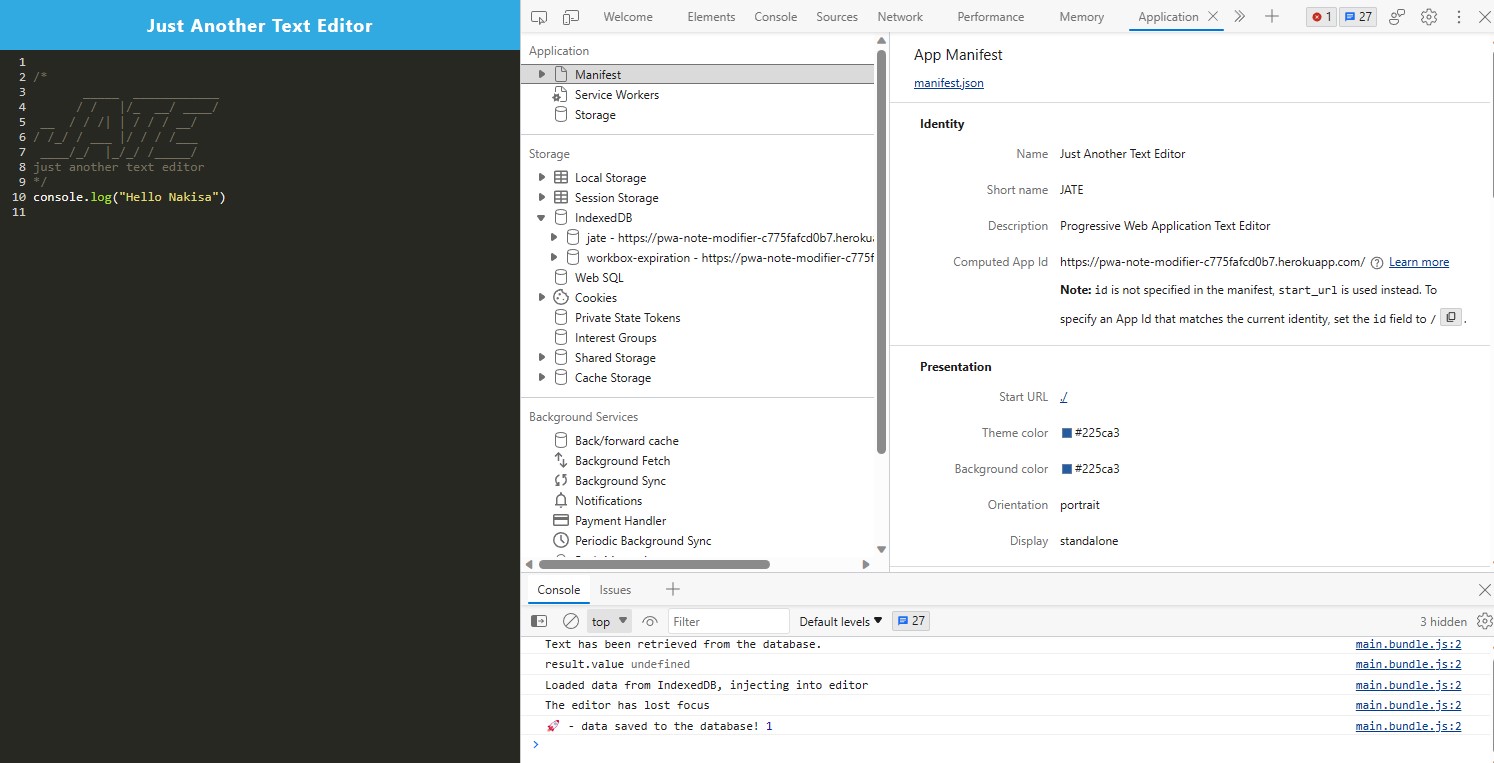 Just Another Text Editor
1
2 /*
3        _____  ____________
4       / /   |/_  __/ ____/
5  __  / / /| | / / / __/
6 / /_/ / ___ |/ / / /___
7  ____/_/  |_/_/ /_____/
8 just another text editor
9 */
10 console.log("Hello Nakisa")
11
Welcome Elements Console Sources Network Performance Memory Application 1 27
Application
Manifest
Service Workers
Storage
Storage
Local Storage
Session Storage
IndexedDB
jate - https://pwa-note-modifier-c775fafcd0b7.heroku
workbox-expiration - https://pwa-note-modifier-c775f
Web SQL
Cookies
Private State Tokens
Interest Groups
Shared Storage
Cache Storage
Background Services
Back/forward cache
Background Fetch
Background Sync
Notifications
Payment Handler
Periodic Background Sync
App Manifest
manifest.json
Identity
Name Just Another Text Editor
Short name JATE
Description Progressive Web Application Text Editor
Computed App Id https://pwa-note-modifier-c775fafcd0b7.herokuapp.com/ Learn more
Note: id is not specified in the manifest, start_url is used instead. To
specify an App Id that matches the current identity, set the id field to / .
Presentation
Start URL ./
Theme color #225ca3
Background color #225ca3
Orientation portrait
Display standalone
Console Issues
top Filter Default levels 27 3 hidden
Text has been retrieved from the database. main.bundle.js:2
result.value undefined main.bundle.js:2
Loaded data from IndexedDB, injecting into editor main.bundle.js:2
The editor has lost focus main.bundle.js:2
🚀 - data saved to the database! 1 main.bundle.js:2